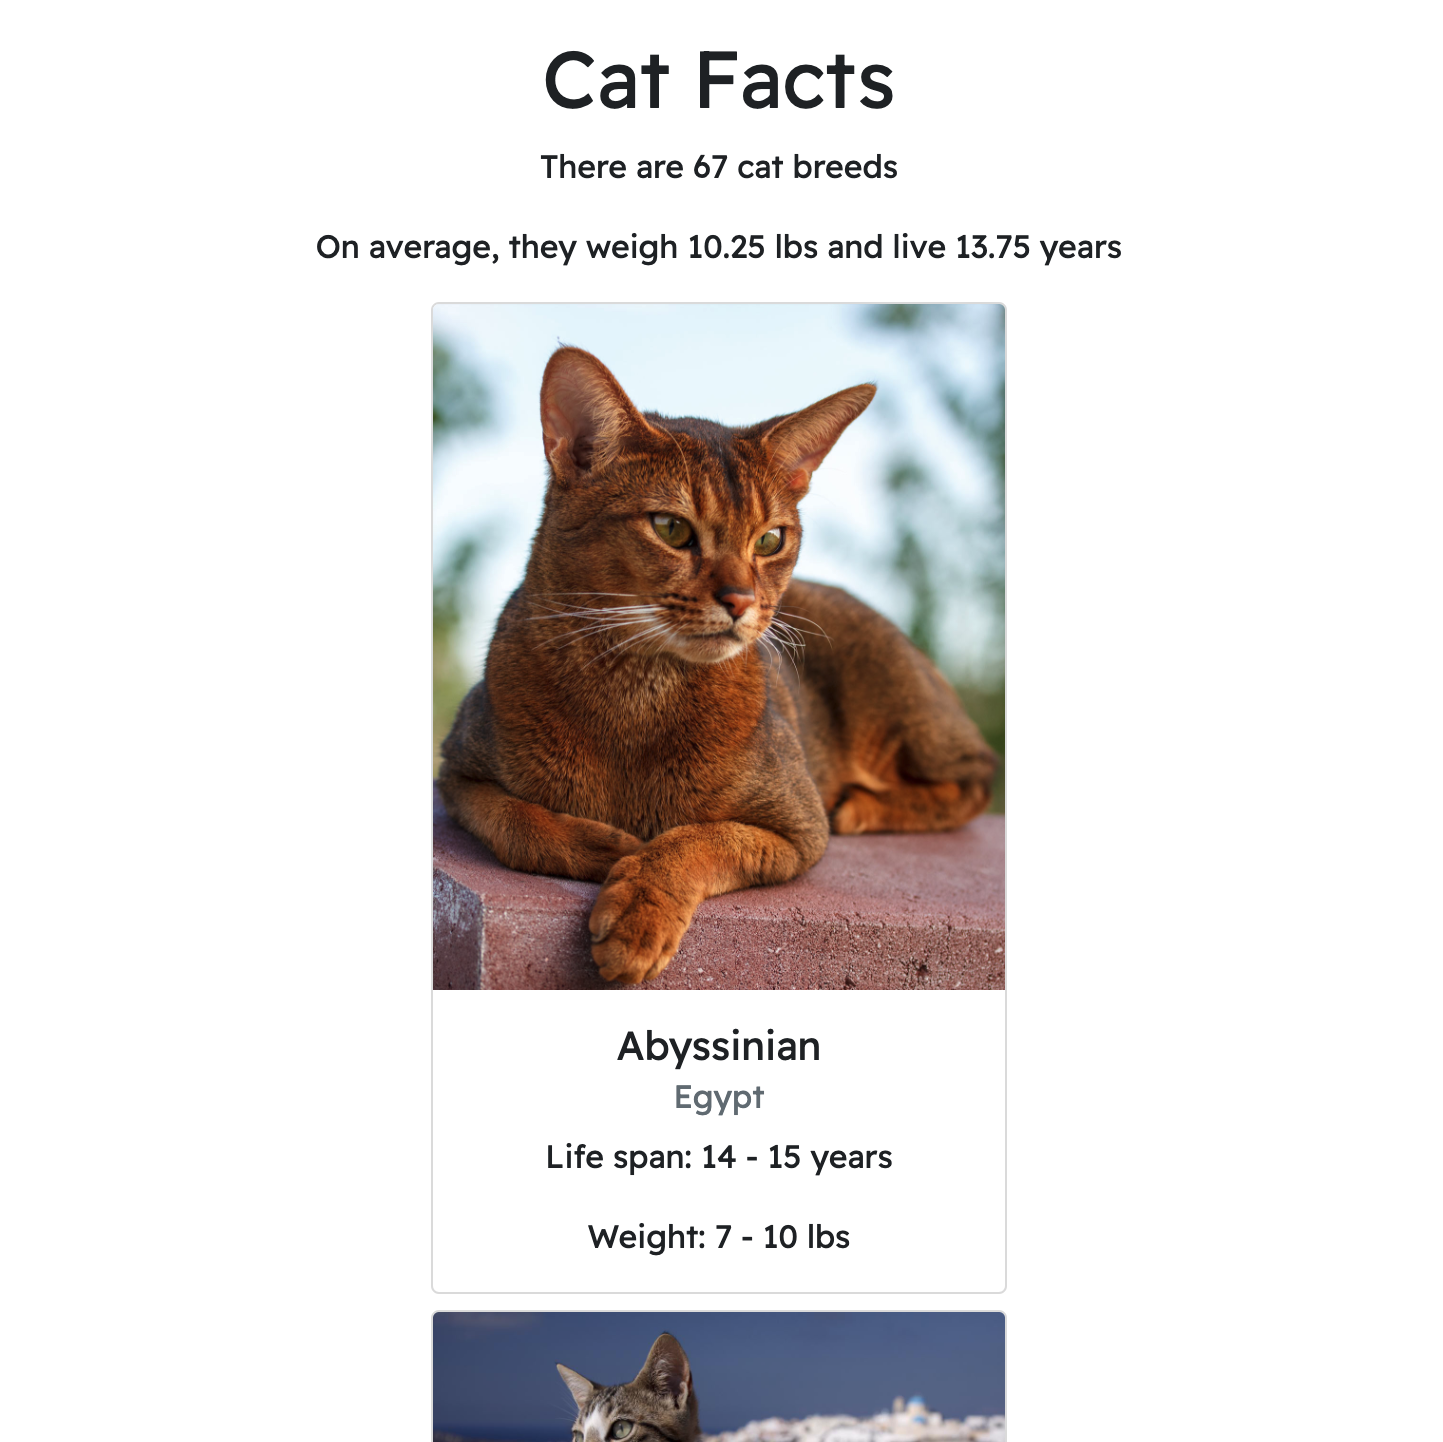 Cat Facts
There are 67 cat breeds
On average, they weigh 10.25 lbs and live 13.75 years
Abyssinian
Egypt
Life span: 14 - 15 years
Weight: 7 - 10 lbs